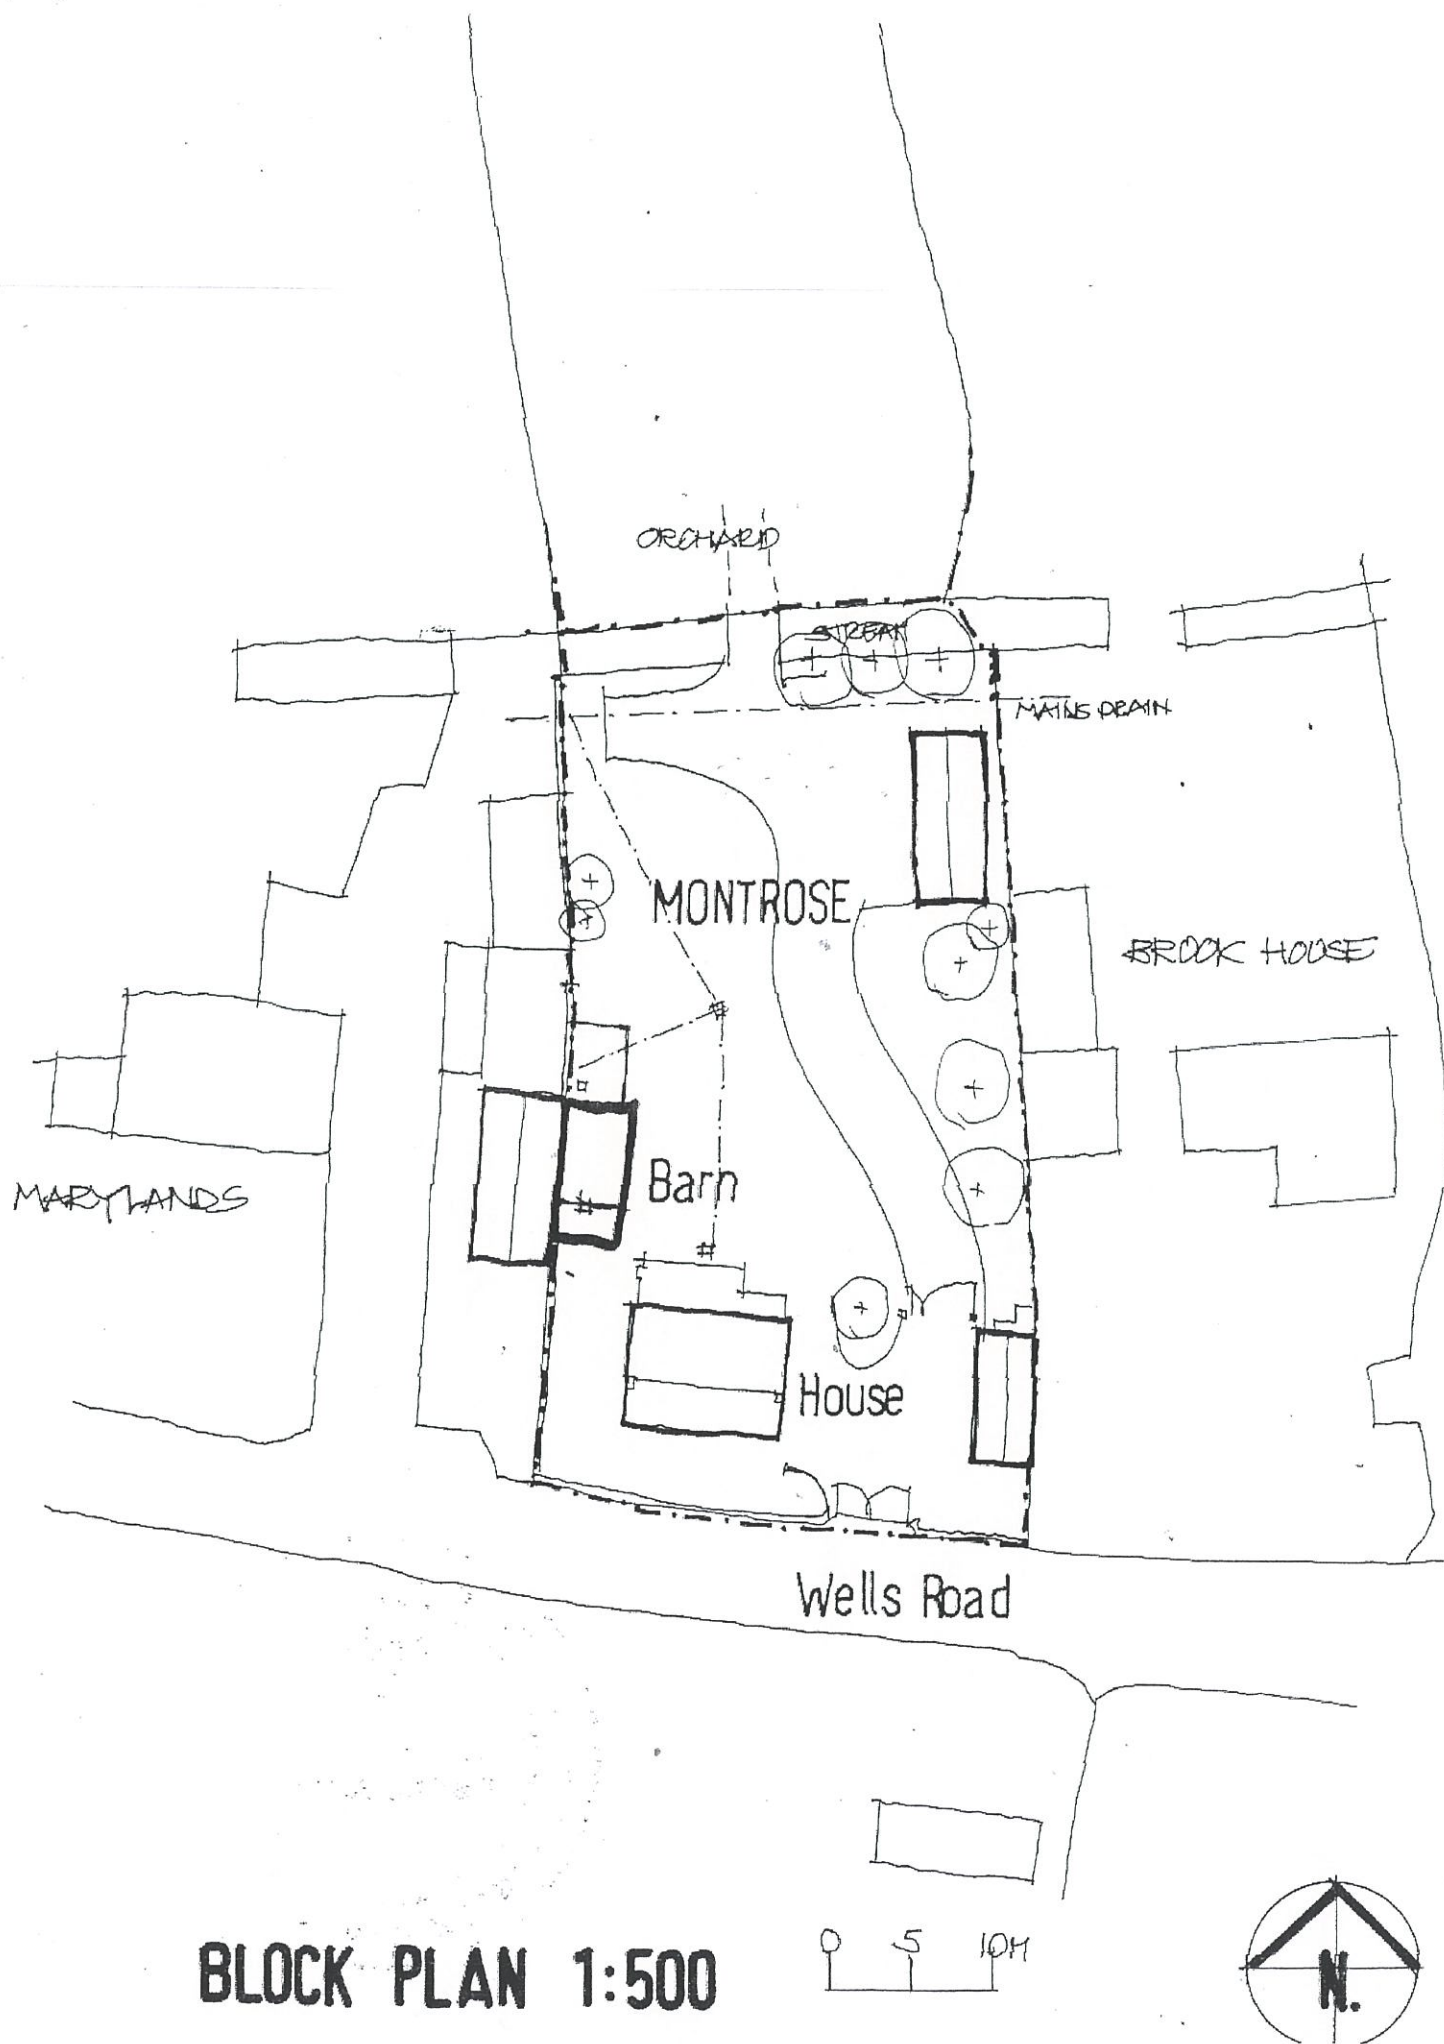 ORCHARD
STREAM
MAINS DRAIN
MONTROSE
BROOK HOUSE
Barn
MARYLANDS
House
Wells Road
BLOCK PLAN 1:500
0 5 10M
N.